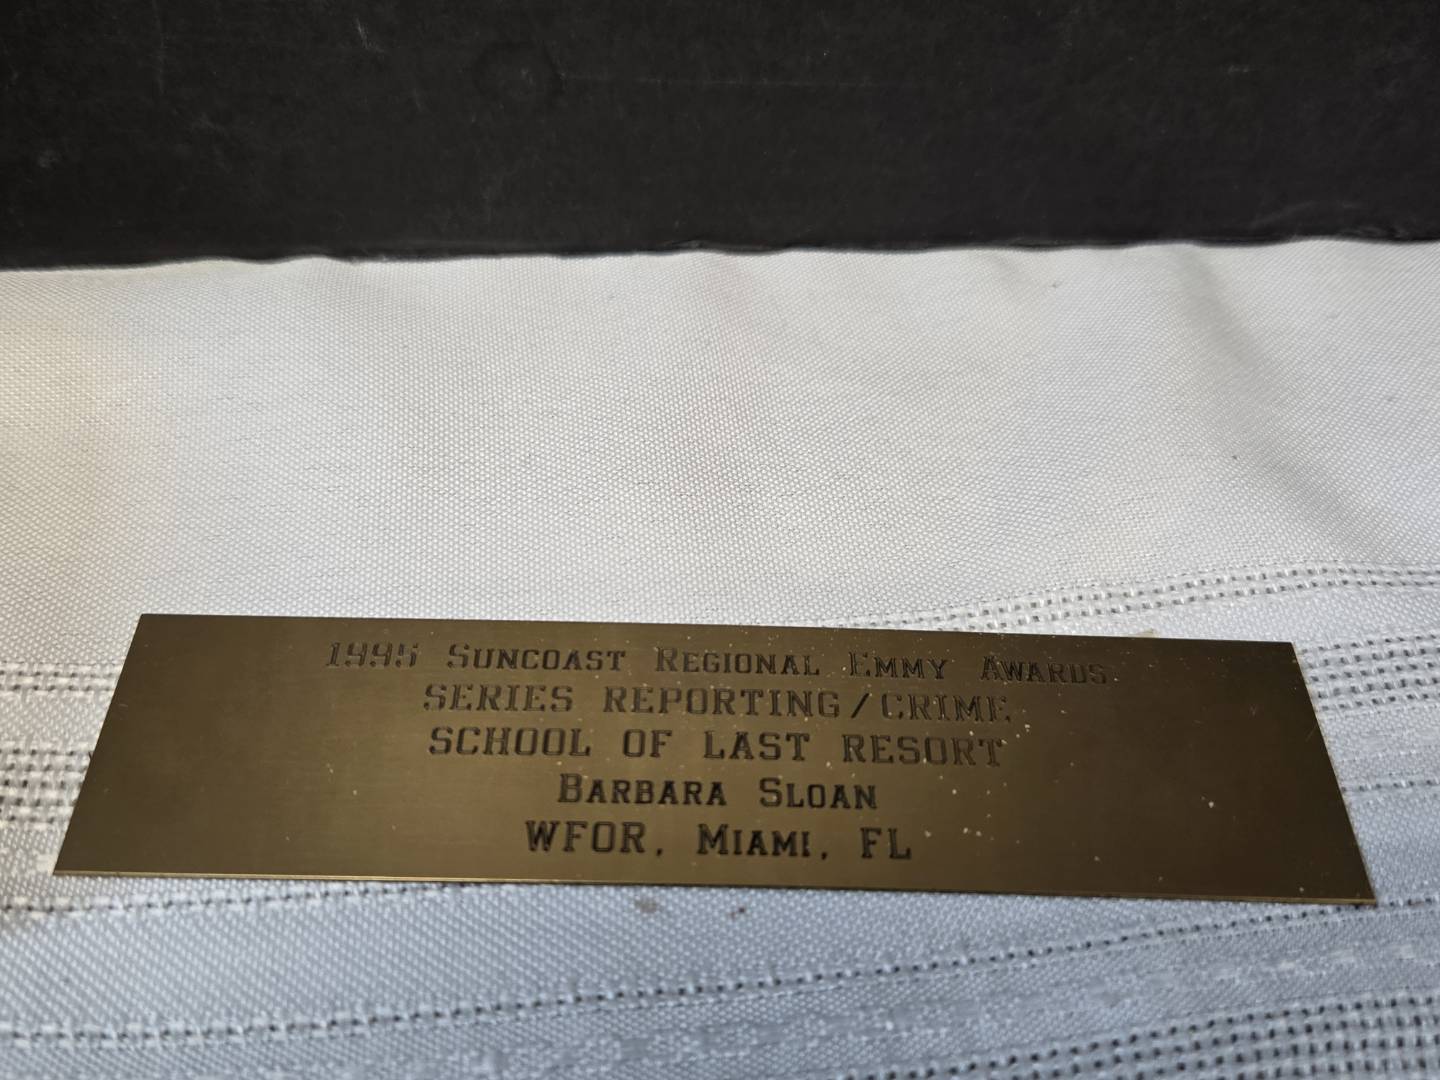 1995 Suncoast Regional Emmy Awards
SERIES REPORTING/CRIME
SCHOOL OF LAST RESORT
Barbara Sloan
WFOR, Miami, FL